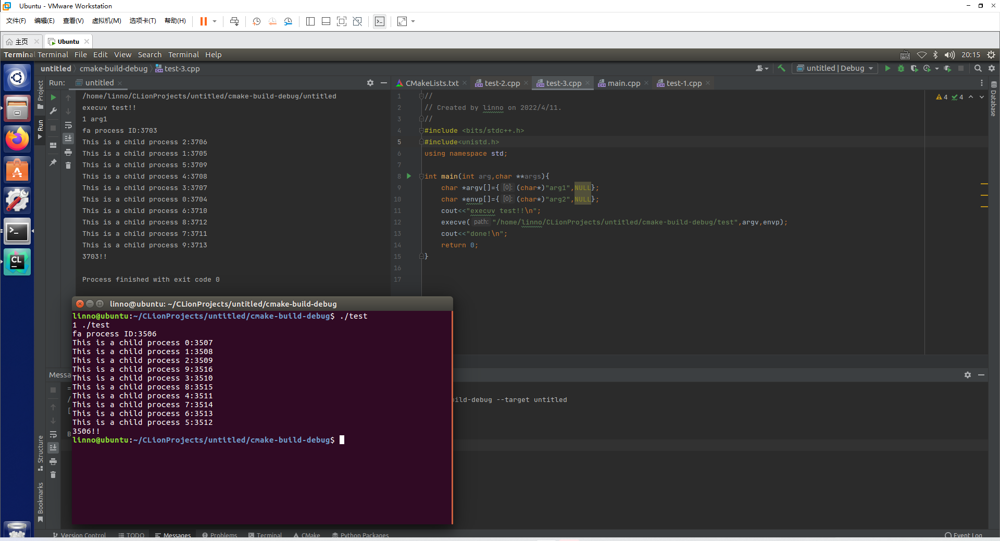 Ubuntu - VMware Workstation
文件(F) 编辑(E) 查看(V) 虚拟机(M) 选项卡(T) 帮助(H)
主页 Ubuntu
Terminal Terminal File Edit View Search Terminal Help 20:15
untitled cmake-build-debug test-3.cpp untitled | Debug
Run: untitled
CMakeLists.txt test-2.cpp test-3.cpp main.cpp test-1.cpp
Project
Run
Structure
Bookmarks
Database
/home/linno/CLionProjects/untitled/cmake-build-debug/untitled
execuv test!!
1 arg1
fa process ID:3703
This is a child process 2:3706
This is a child process 1:3705
This is a child process 5:3709
This is a child process 4:3708
This is a child process 3:3707
This is a child process 0:3704
This is a child process 6:3710
This is a child process 8:3712
This is a child process 7:3711
This is a child process 9:3713
3703!!
Process finished with exit code 0
4 4
1 //
2 // Created by linno on 2022/4/11.
3 //
4 #include <bits/stdc++.h>
5 #include<unistd.h>
6 using namespace std;
7
8 int main(int arg,char **args){
9 char *argv[]={ [0]: (char*)"arg1",NULL};
10 char *envp[]={ [0]: (char*)"arg2",NULL};
11 cout<<"execuv test!!\n";
12 execve( path: "/home/linno/CLionProjects/untitled/cmake-build-debug/test",argv,envp);
13 cout<<"done!\n";
14 return 0;
15 }
16
17
linno@ubuntu: ~/CLionProjects/untitled/cmake-build-debug
linno@ubuntu:~/CLionProjects/untitled/cmake-build-debug$ ./test
1 ./test
fa process ID:3506
This is a child process 0:3507
This is a child process 1:3508
This is a child process 2:3509
This is a child process 9:3516
This is a child process 3:3510
This is a child process 8:3515
This is a child process 4:3511
This is a child process 7:3514
This is a child process 6:3513
This is a child process 5:3512
3506!!
linno@ubuntu:~/CLionProjects/untitled/cmake-build-debug$
Messa
=
/
[
B
ild-debug --target untitled
Version Control TODO Messages Problems Terminal CMake Python Packages Event Log